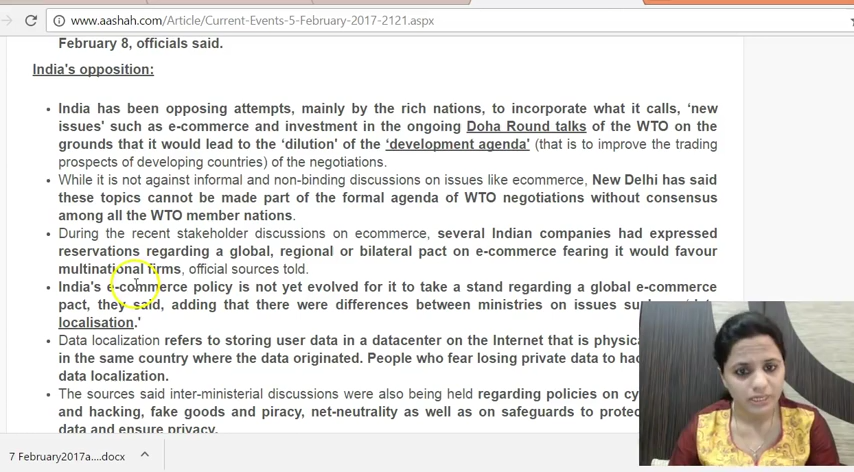 www.aashah.com/Article/Current-Events-5-February-2017-2121.aspx
February 8, officials said.
India's opposition:
India has been opposing attempts, mainly by the rich nations, to incorporate what it calls, ‘new
issues’ such as e-commerce and investment in the ongoing Doha Round talks of the WTO on the
grounds that it would lead to the ‘dilution’ of the ‘development agenda’ (that is to improve the trading
prospects of developing countries) of the negotiations.
While it is not against informal and non-binding discussions on issues like ecommerce, New Delhi has said
these topics cannot be made part of the formal agenda of WTO negotiations without consensus
among all the WTO member nations.
During the recent stakeholder discussions on ecommerce, several Indian companies had expressed
reservations regarding a global, regional or bilateral pact on e-commerce fearing it would favour
multinational firms, official sources told.
India's e-commerce policy is not yet evolved for it to take a stand regarding a global e-commerce
pact, they said, adding that there were differences between ministries on issues
localisation.’
Data localization refers to storing user data in a datacenter on the Internet that is
in the same country where the data originated. People who fear losing private data to
data localization.
The sources said inter-ministerial discussions were also being held regarding policies on
and hacking, fake goods and piracy, net-neutrality as well as on safeguards to
data and ensure privacy.
7 February2017a....docx